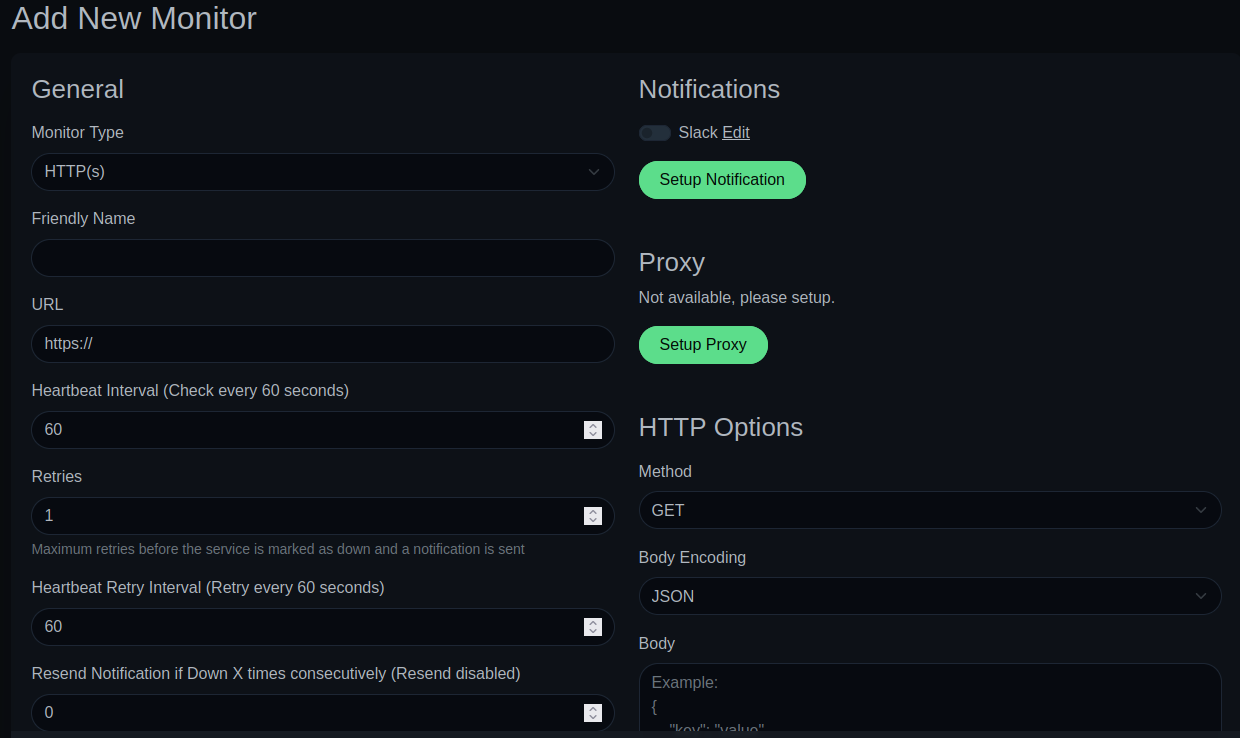 Add New Monitor
General
Monitor Type
HTTP(s)
Friendly Name
URL
https://
Heartbeat Interval (Check every 60 seconds)
60
Retries
1
Maximum retries before the service is marked as down and a notification is sent
Heartbeat Retry Interval (Retry every 60 seconds)
60
Resend Notification if Down X times consecutively (Resend disabled)
0
Notifications
Slack Edit
Setup Notification
Proxy
Not available, please setup.
Setup Proxy
HTTP Options
Method
GET
Body Encoding
JSON
Body
Example:
{
"key": "value"